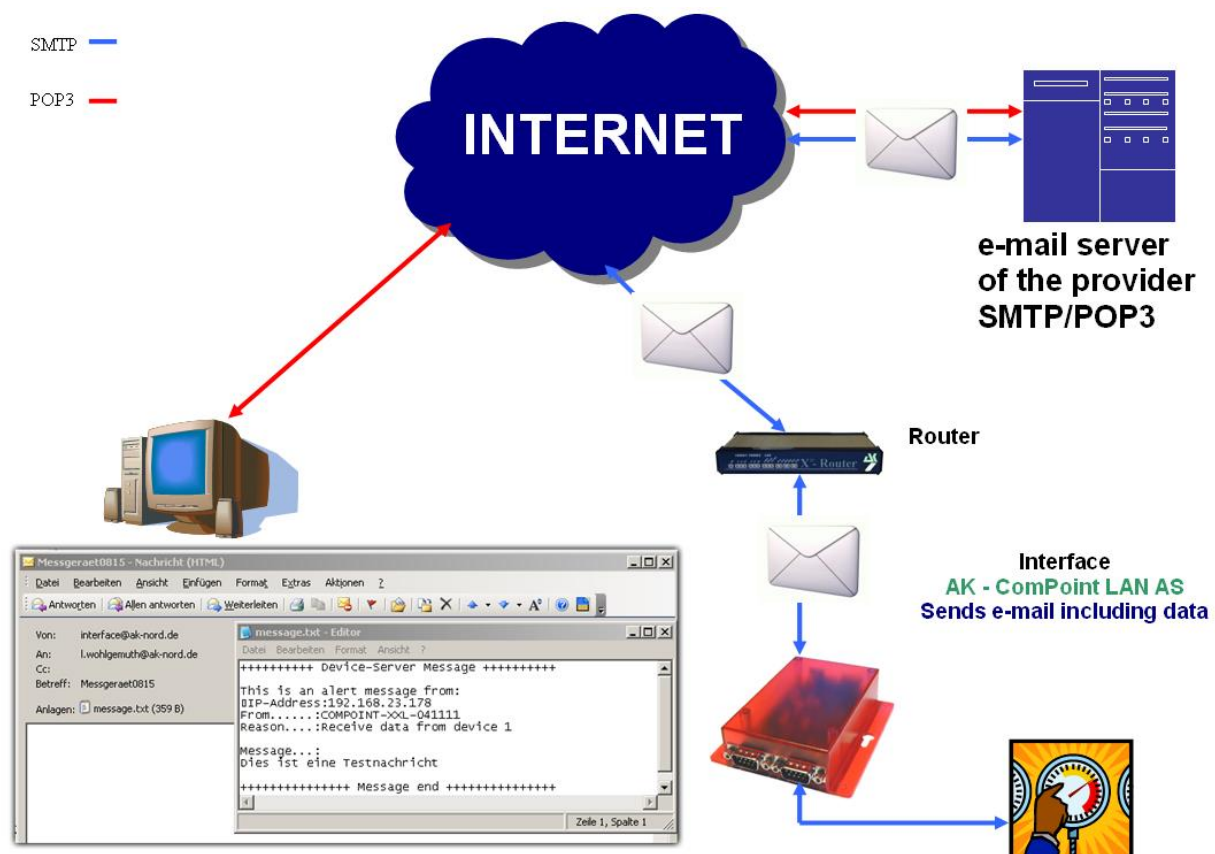 SMTP
POP3
INTERNET
e-mail server
of the provider
SMTP/POP3
Router
X - Router
Interface
AK - ComPoint LAN AS
Sends e-mail including data
Messgeraet0815 - Nachricht (HTML)
Datei Bearbeiten Ansicht Einfügen Format Extras Aktionen ?
Antworten Allen antworten Weiterleiten
Von: interface@ak-nord.de
An: l.wohlgemuth@ak-nord.de
Cc:
Betreff: Messgeraet0815
Anlagen: message.txt (359 B)
message.txt - Editor
Datei Bearbeiten Format Ansicht ?
++++++++++ Device-Server Message ++++++++++
This is an alert message from:
DIP-Address:192.168.23.178
From......:COMPOINT-XXL-041111
Reason....:Receive data from device 1
Message...:
Dies ist eine Testnachricht
+++++++++++++++ Message end +++++++++++++++
Zeile 1, Spalte 1